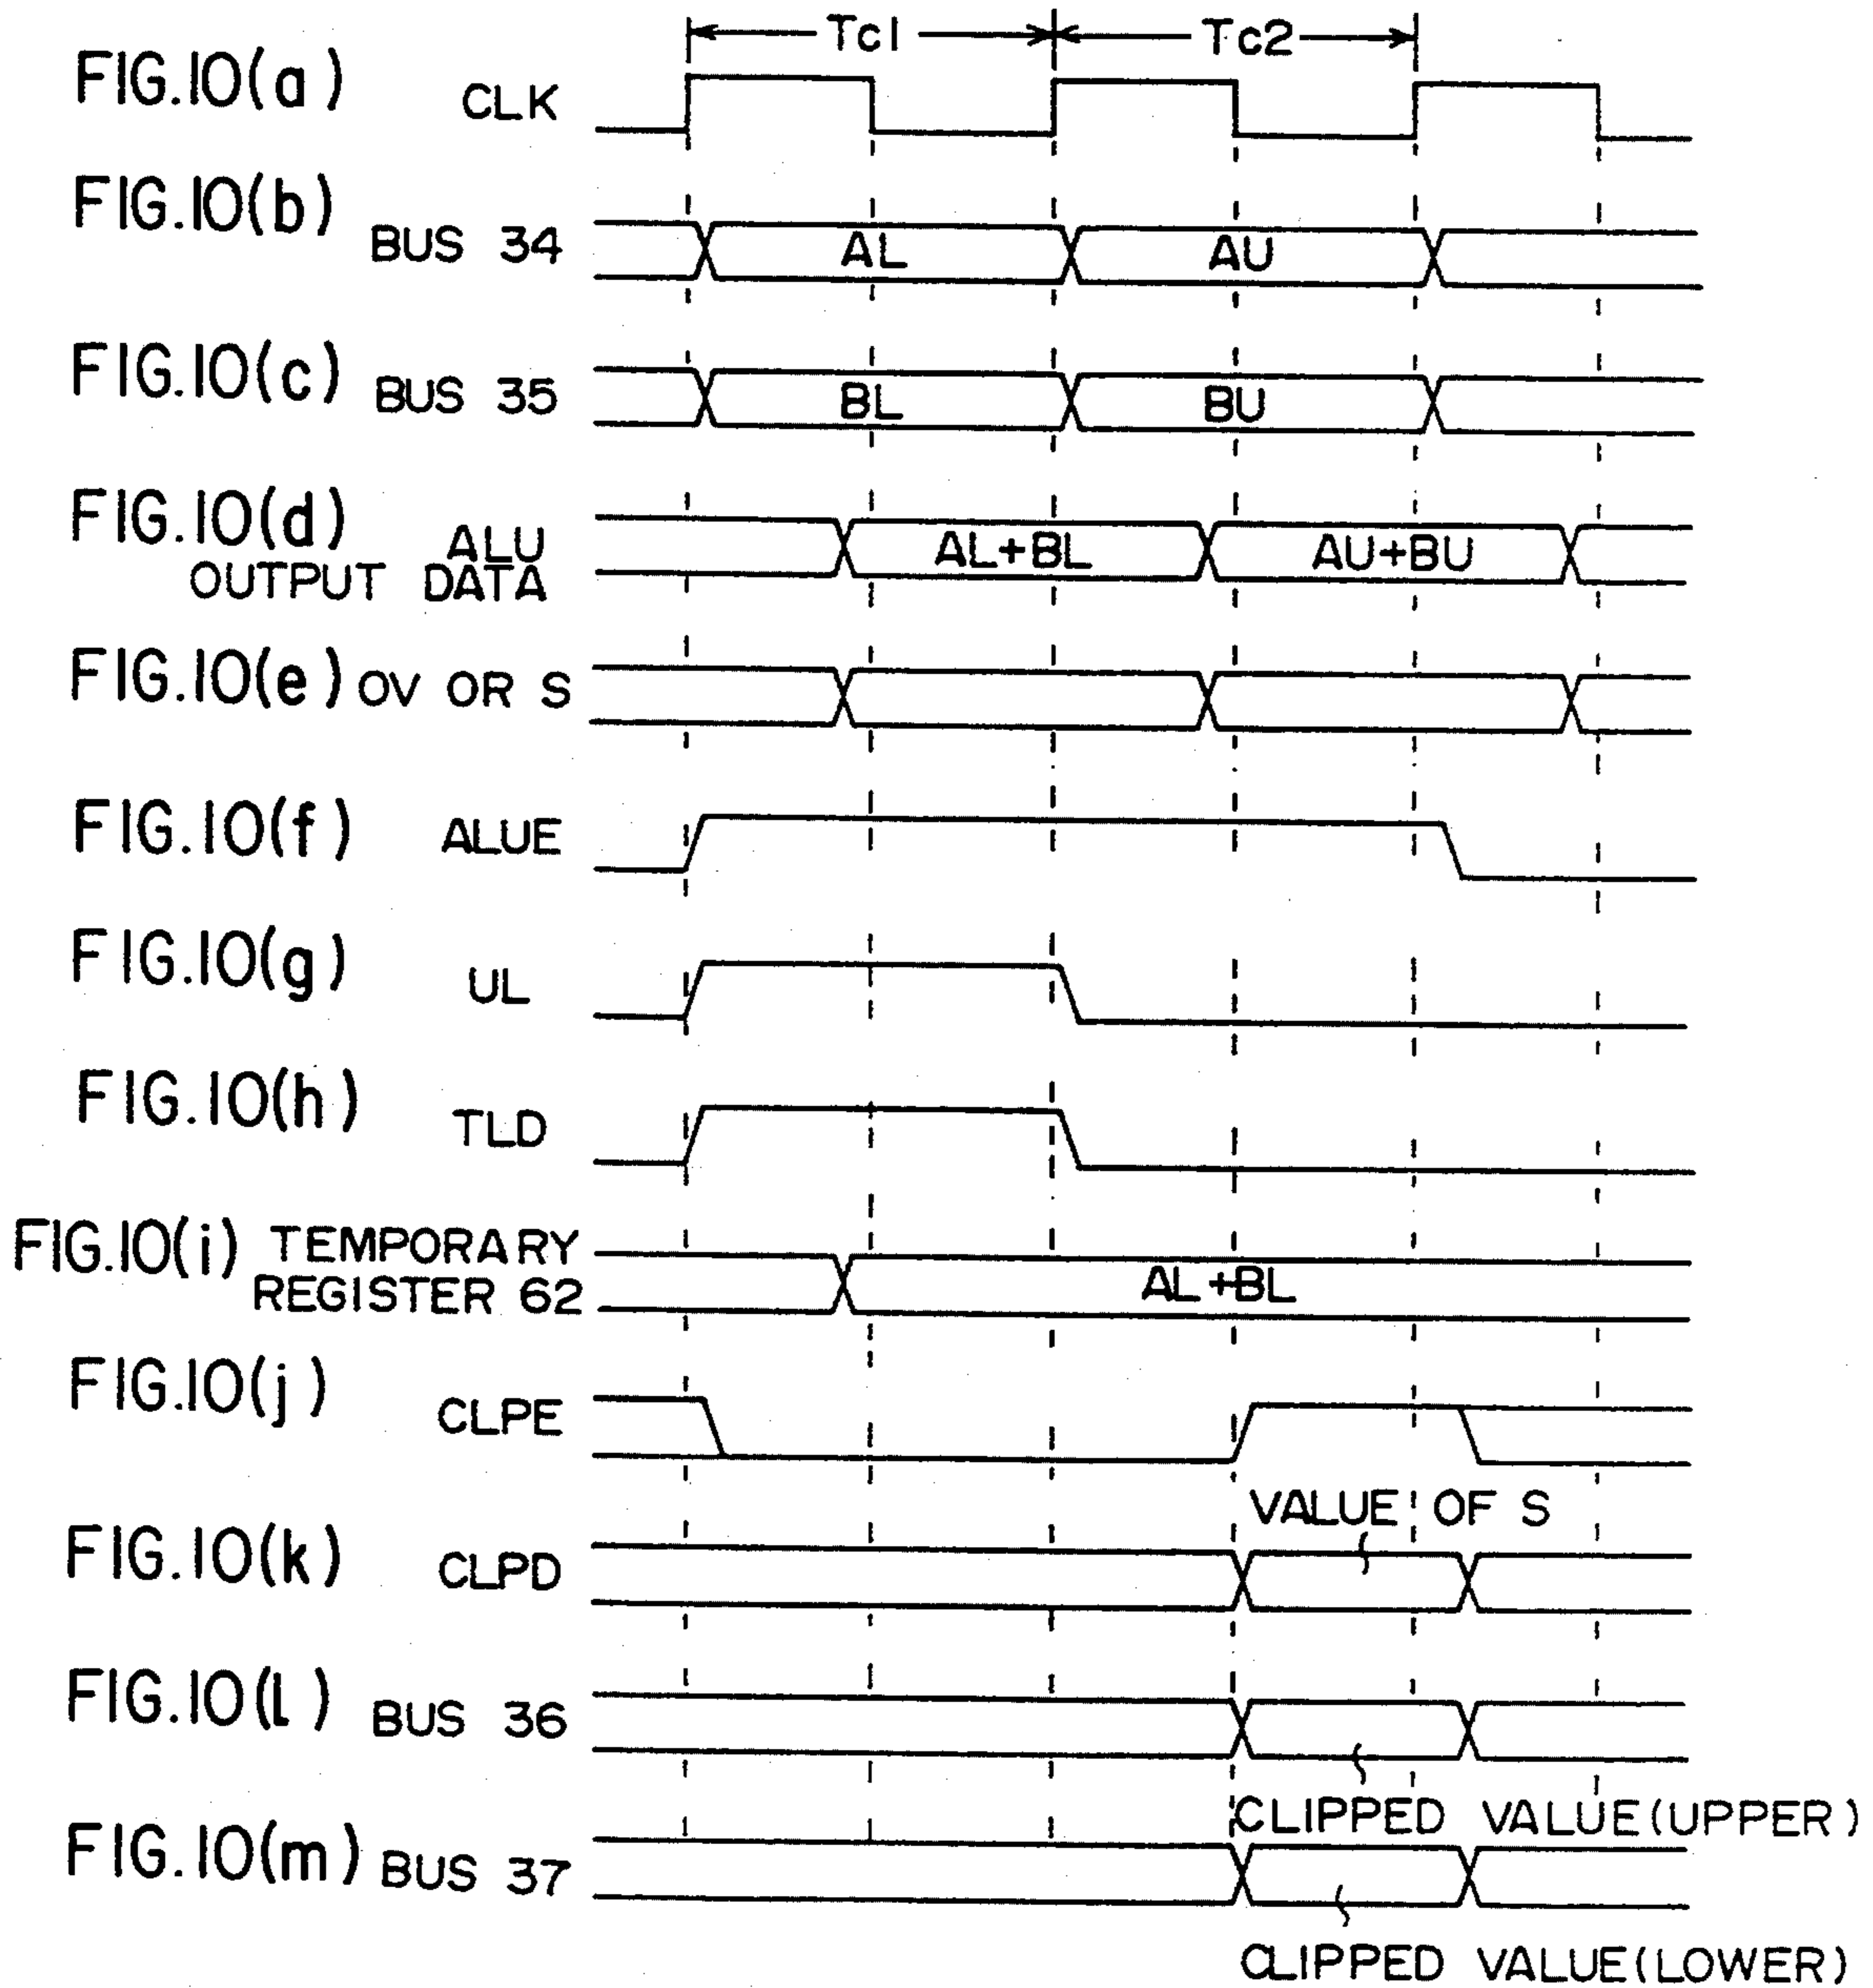 Tc1 Tc2
FIG.10(a) CLK
FIG.10(b) BUS 34 AL AU
FIG.10(c) BUS 35 BL BU
FIG.10(d) ALU
OUTPUT DATA AL+BL AU+BU
FIG.10(e) OV OR S
FIG.10(f) ALUE
FIG.10(g) UL
FIG.10(h) TLD
FIG.10(i) TEMPORARY
REGISTER 62 AL+BL
FIG.10(j) CLPE
VALUE OF S
FIG.10(k) CLPD
FIG.10(l) BUS 36
CLIPPED VALUE(UPPER)
FIG.10(m) BUS 37
CLIPPED VALUE(LOWER)